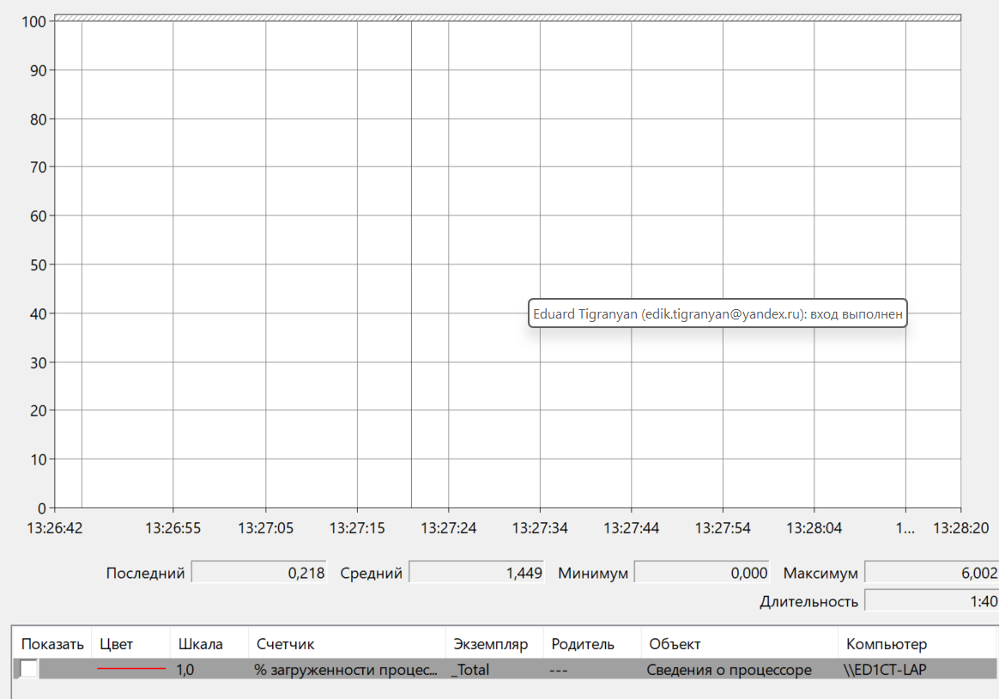 100
90
80
70
60
50
40
30
20
10
0
Eduard Tigranyan (edik.tigranyan@yandex.ru): вход выполнен
13:26:42 13:26:55 13:27:05 13:27:15 13:27:24 13:27:34 13:27:44 13:27:54 13:28:04 1... 13:28:20
Последний 0,218 Средний 1,449 Минимум 0,000 Максимум 6,002
Длительность 1:40
Показать Цвет Шкала Счетчик Экземпляр Родитель Объект Компьютер
1,0 % загруженности процес... _Total --- Сведения о процессоре \\ED1CT-LAP